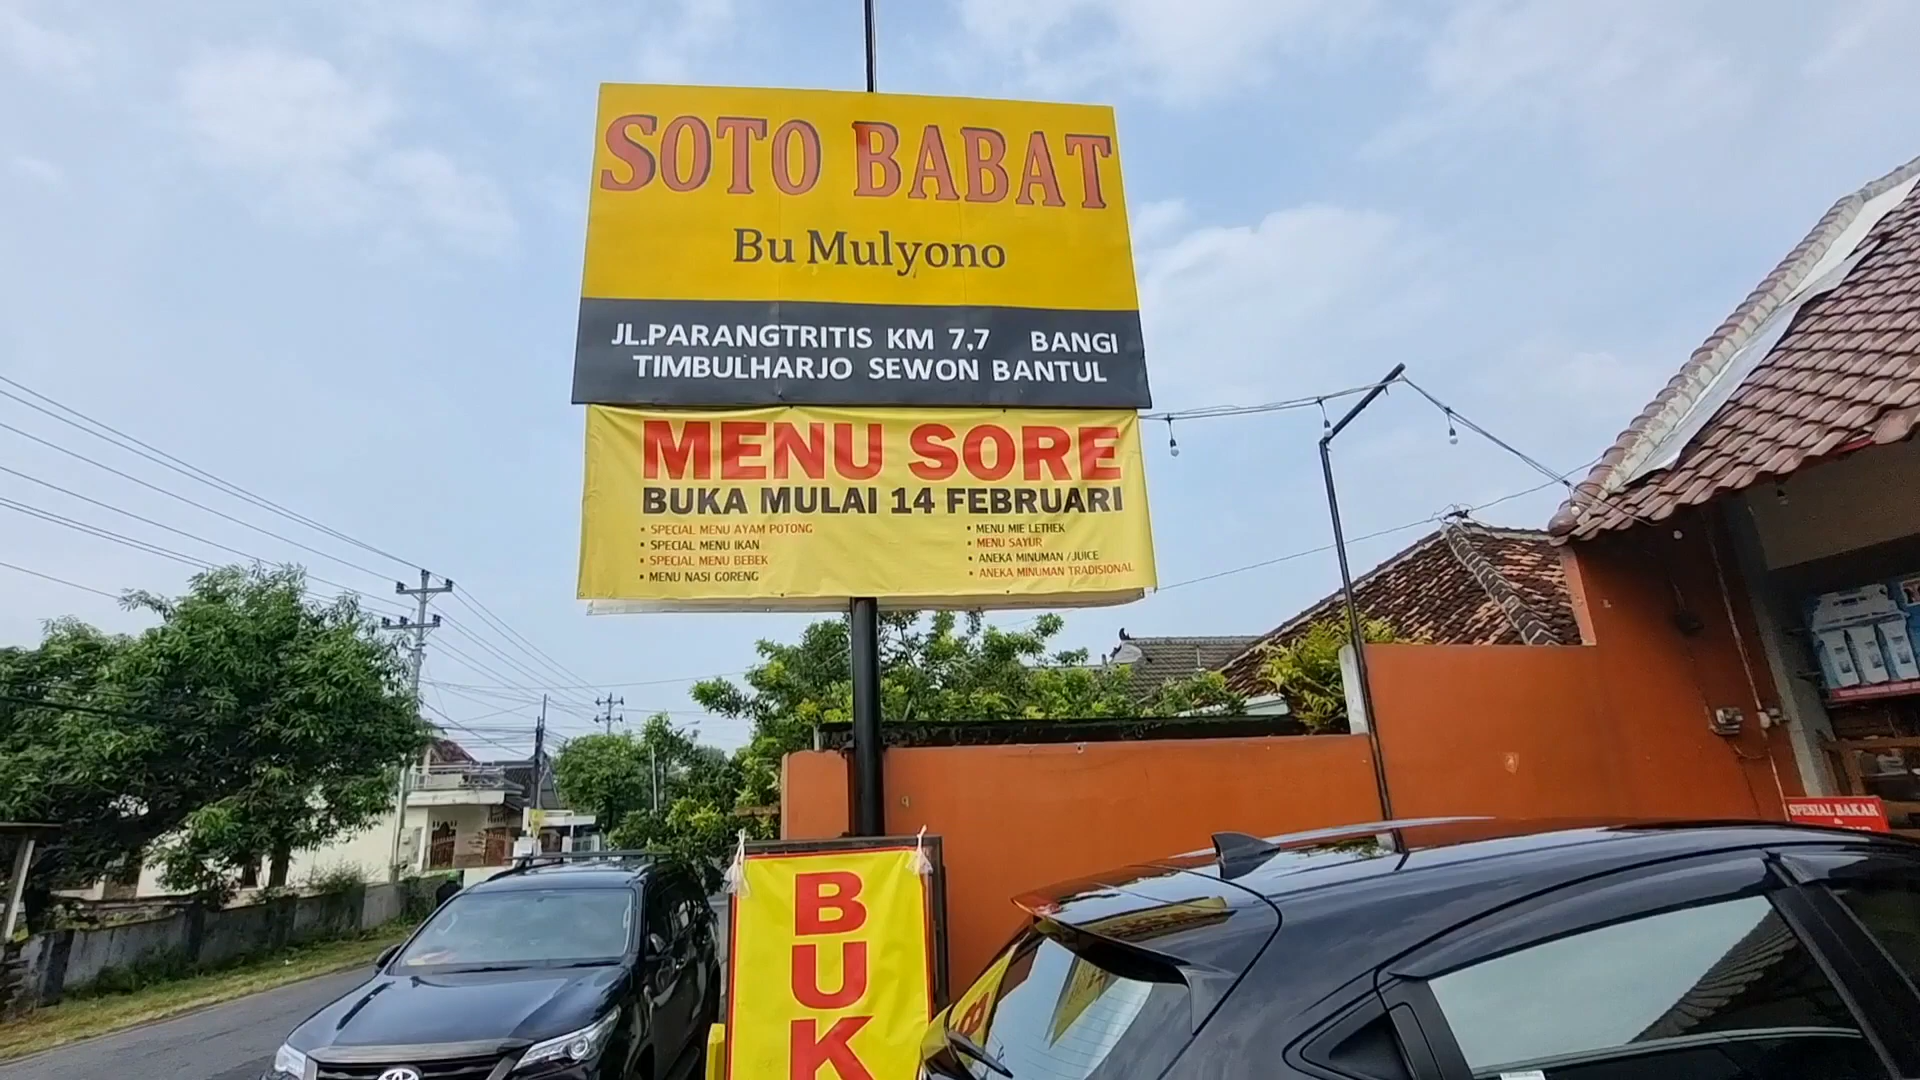 SOTO BABAT
Bu Mulyono
JL.PARANGTRITIS KM 7,7 BANGI
TIMBULHARJO SEWON BANTUL
MENU SORE
BUKA MULAI 14 FEBRUARI
• SPECIAL MENU AYAM POTONG
• SPECIAL MENU IKAN
• SPECIAL MENU BEBEK
• MENU NASI GORENG
• MENU MIE LETHEK
• MENU SAYUR
• ANEKA MINUMAN /JUICE
• ANEKA MINUMAN TRADISIONAL
SPESIAL BAKAR
&
B
U
K